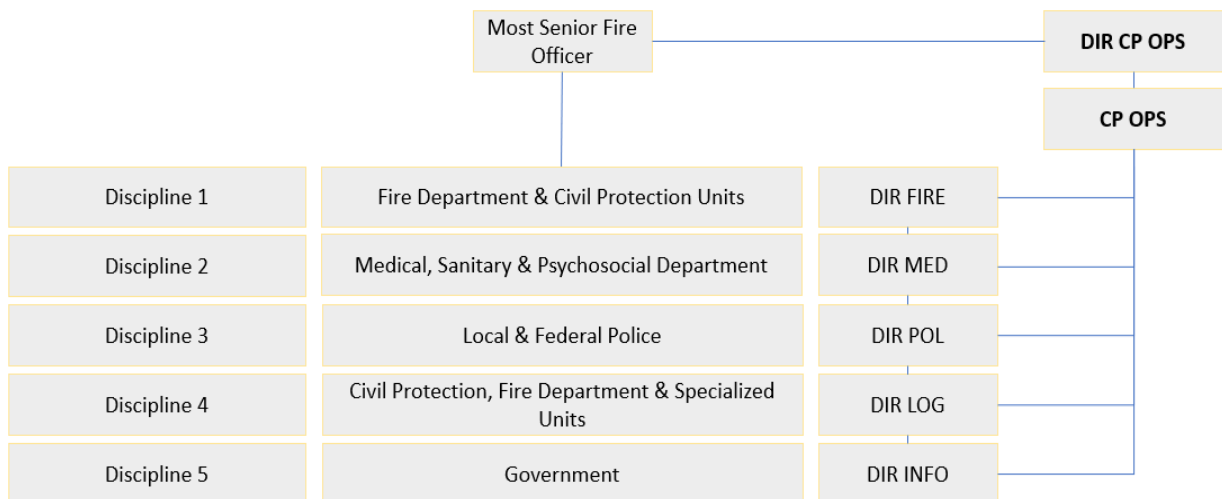 Most Senior Fire
Officer
DIR CP OPS
CP OPS
Discipline 1
Fire Department & Civil Protection Units
DIR FIRE
Discipline 2
Medical, Sanitary & Psychosocial Department
DIR MED
Discipline 3
Local & Federal Police
DIR POL
Discipline 4
Civil Protection, Fire Department & Specialized
Units
DIR LOG
Discipline 5
Government
DIR INFO